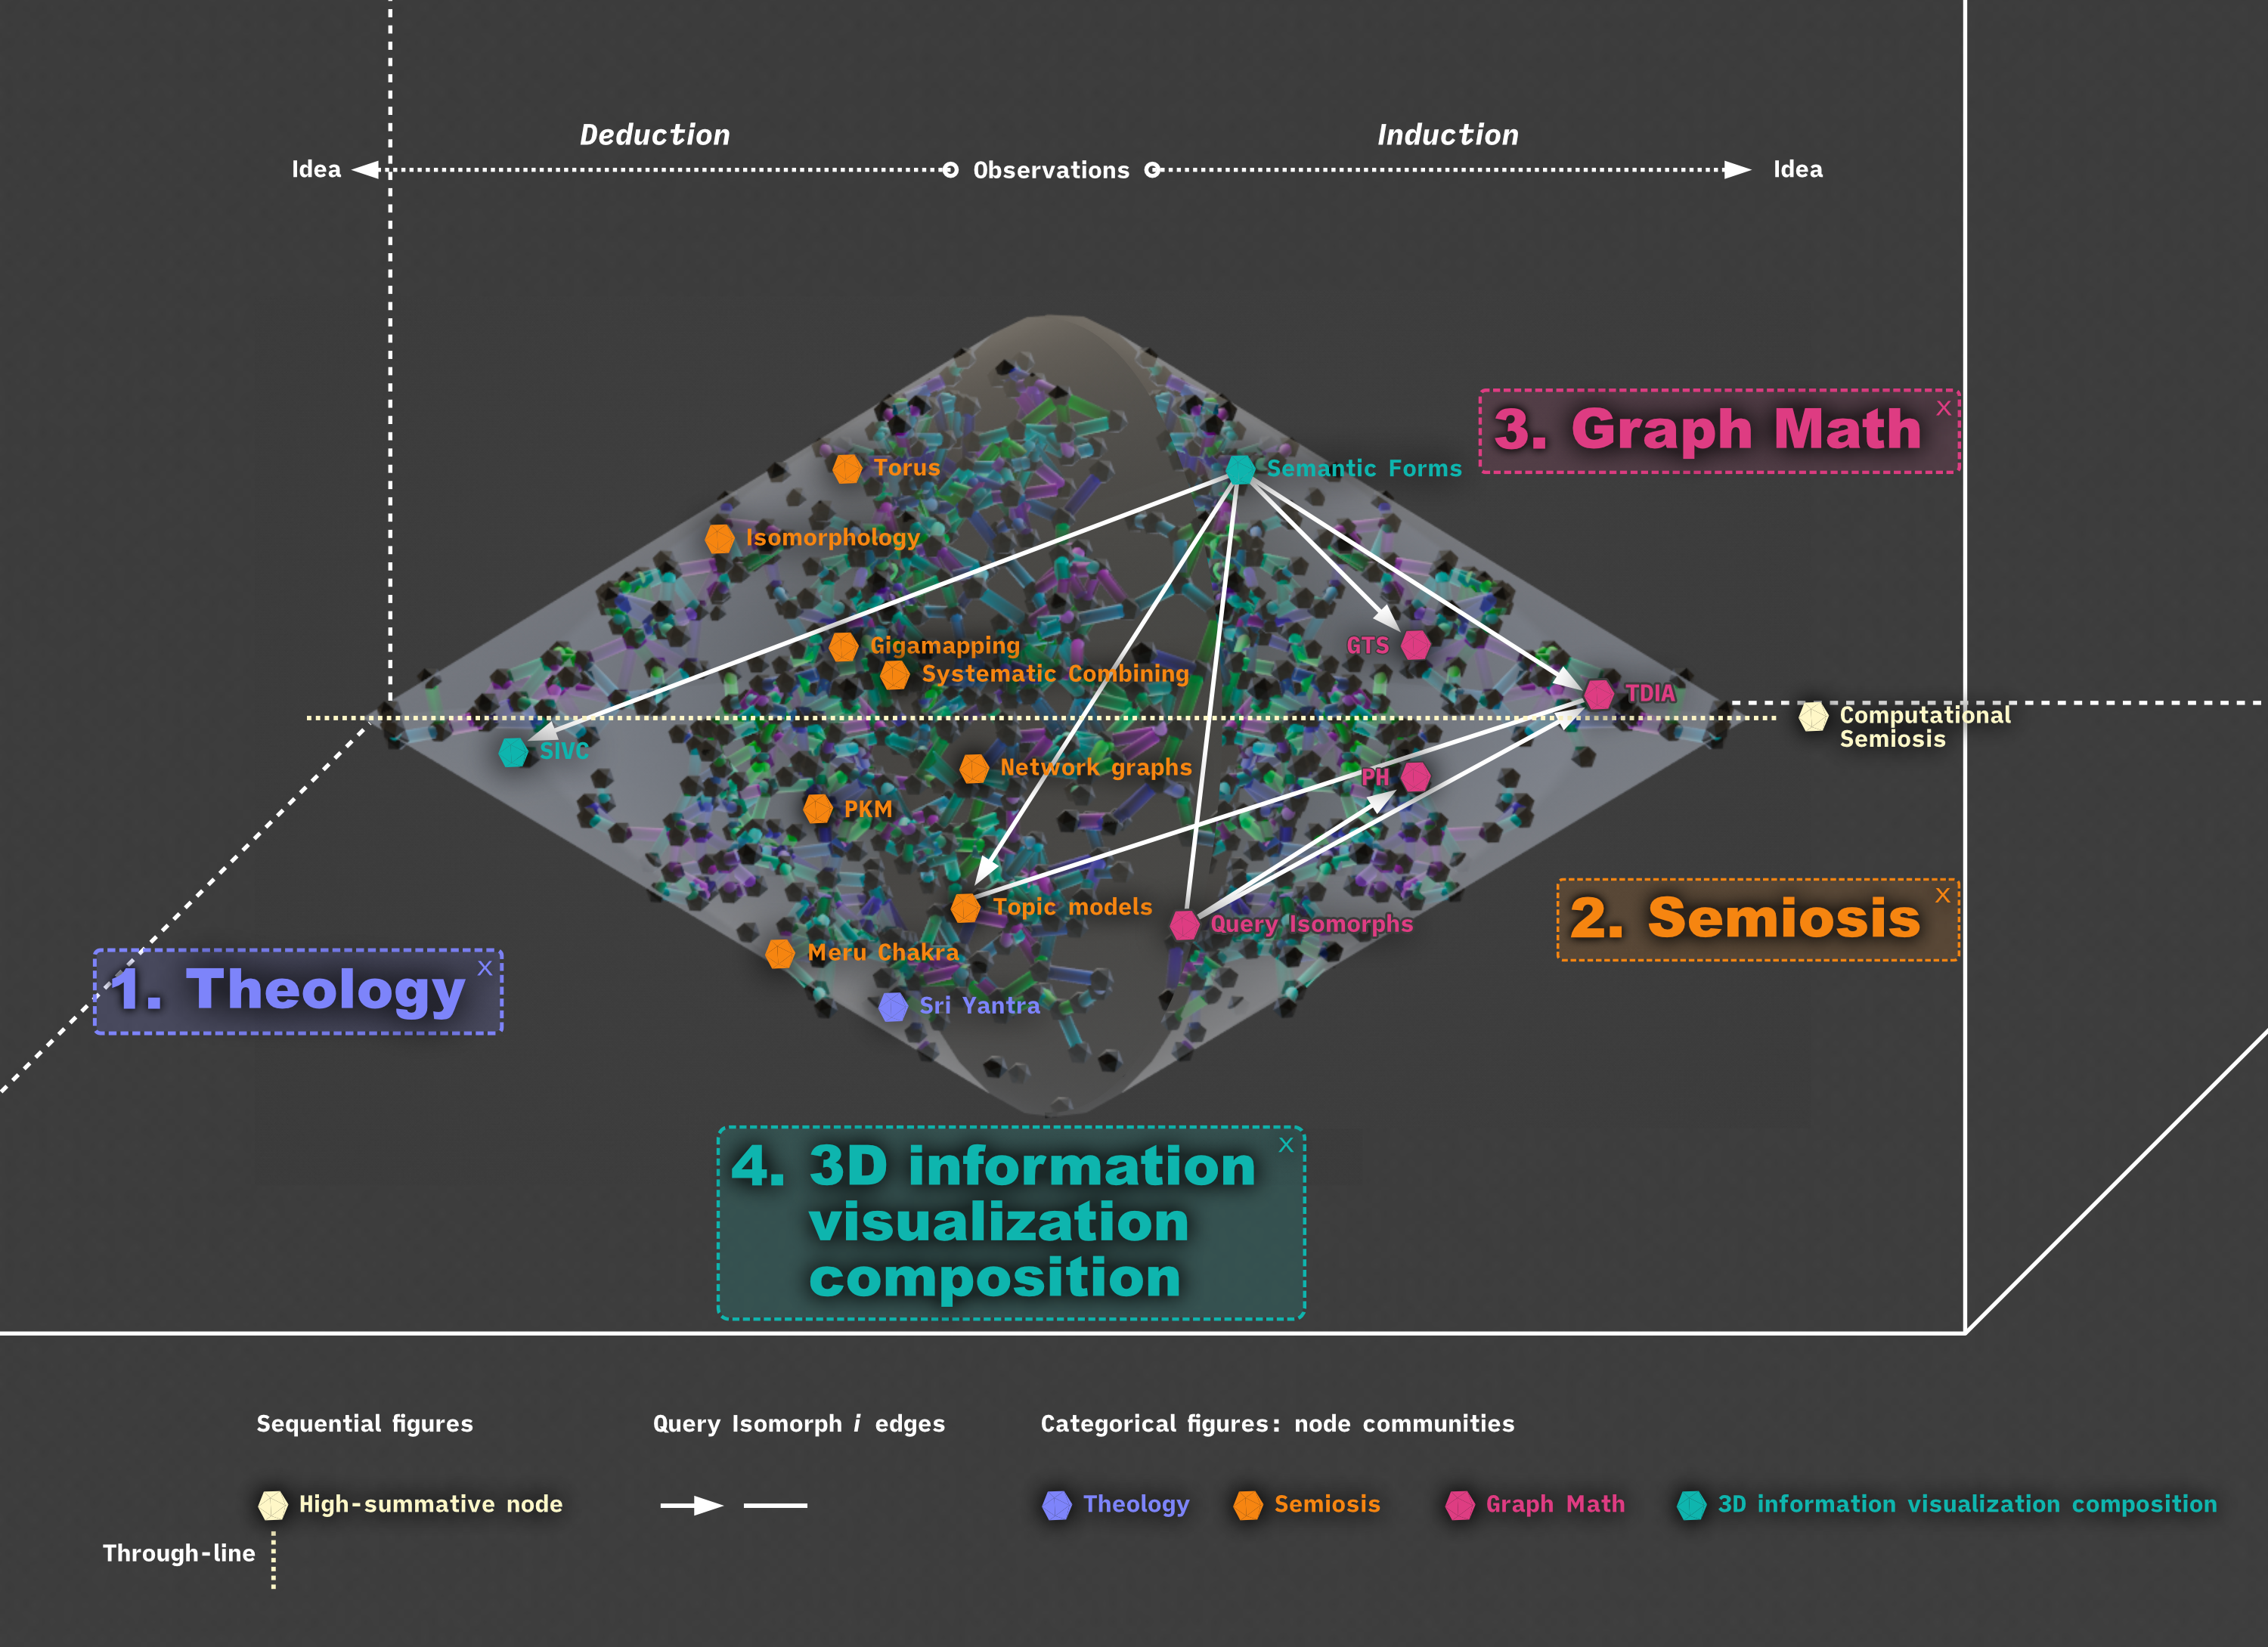 Deduction
Induction
Idea
Observations
Idea
3. Graph Math
X
Torus
Semantic Forms
Isomorphology
GTS
Gigamapping
Systematic Combining
TDIA
Computational
Semiosis
SIVC
Network graphs
PH
PKM
2. Semiosis
X
Topic models
Query Isomorphs
Meru Chakra
1. Theology
X
Sri Yantra
4. 3D information
visualization
composition
X
Sequential figures
Query Isomorph i edges
Categorical figures: node communities
High-summative node
Theology
Semiosis
Graph Math
3D information visualization composition
Through-line